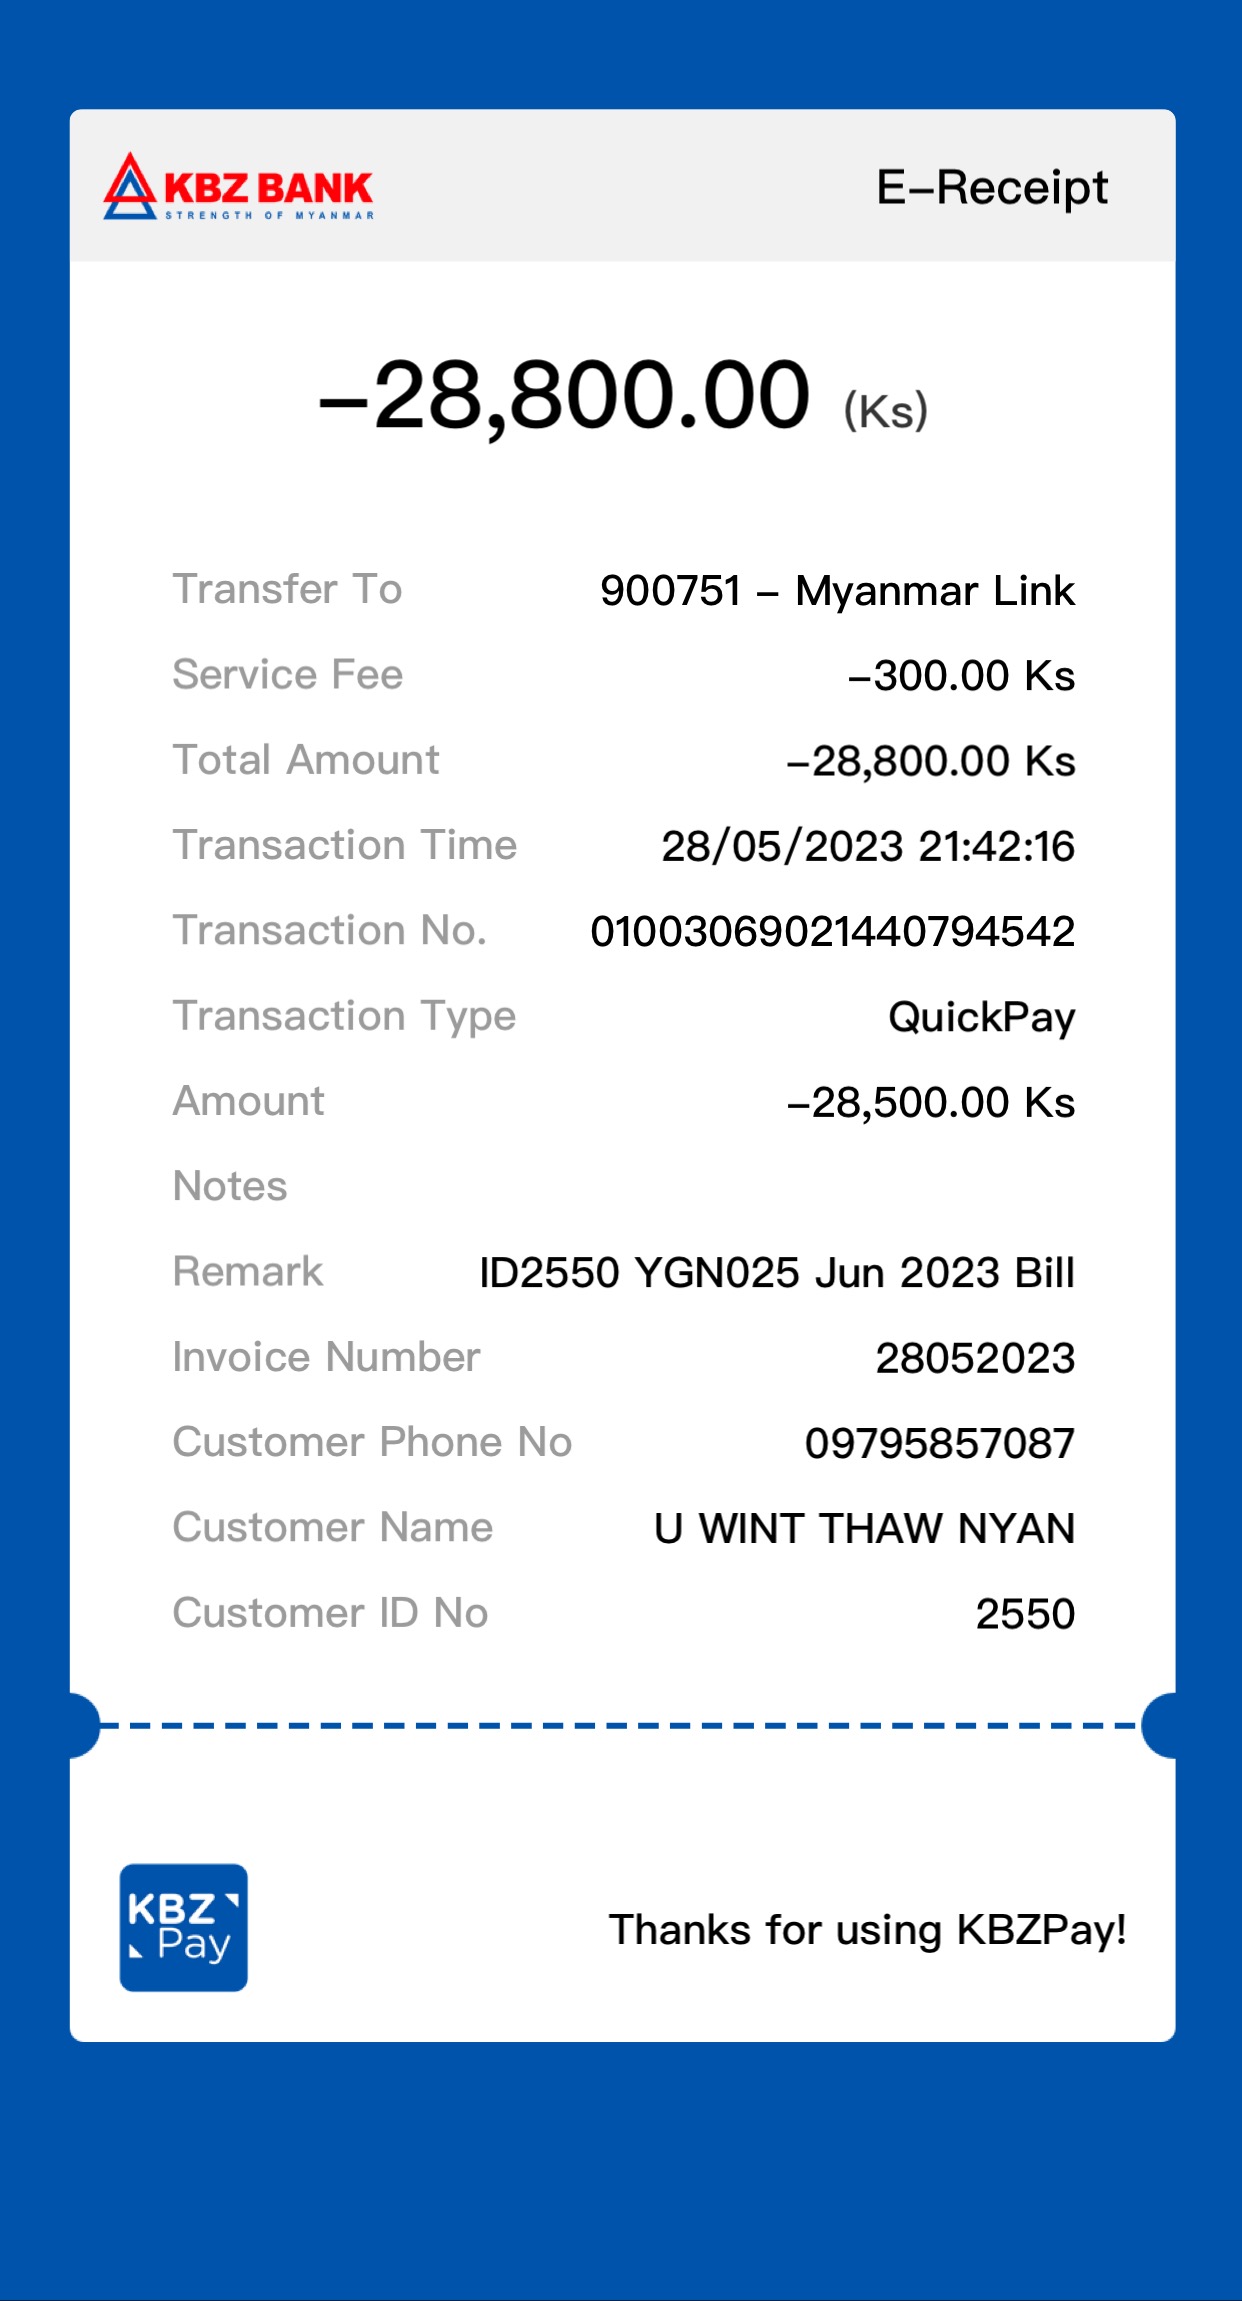 KBZ BANK
STRENGTH OF MYANMAR
E-Receipt
-28,800.00 (Ks)
Transfer To 900751 - Myanmar Link
Service Fee -300.00 Ks
Total Amount -28,800.00 Ks
Transaction Time 28/05/2023 21:42:16
Transaction No. 01003069021440794542
Transaction Type QuickPay
Amount -28,500.00 Ks
Notes
Remark ID2550 YGN025 Jun 2023 Bill
Invoice Number 28052023
Customer Phone No 09795857087
Customer Name U WINT THAW NYAN
Customer ID No 2550
KBZ
Pay
Thanks for using KBZPay!